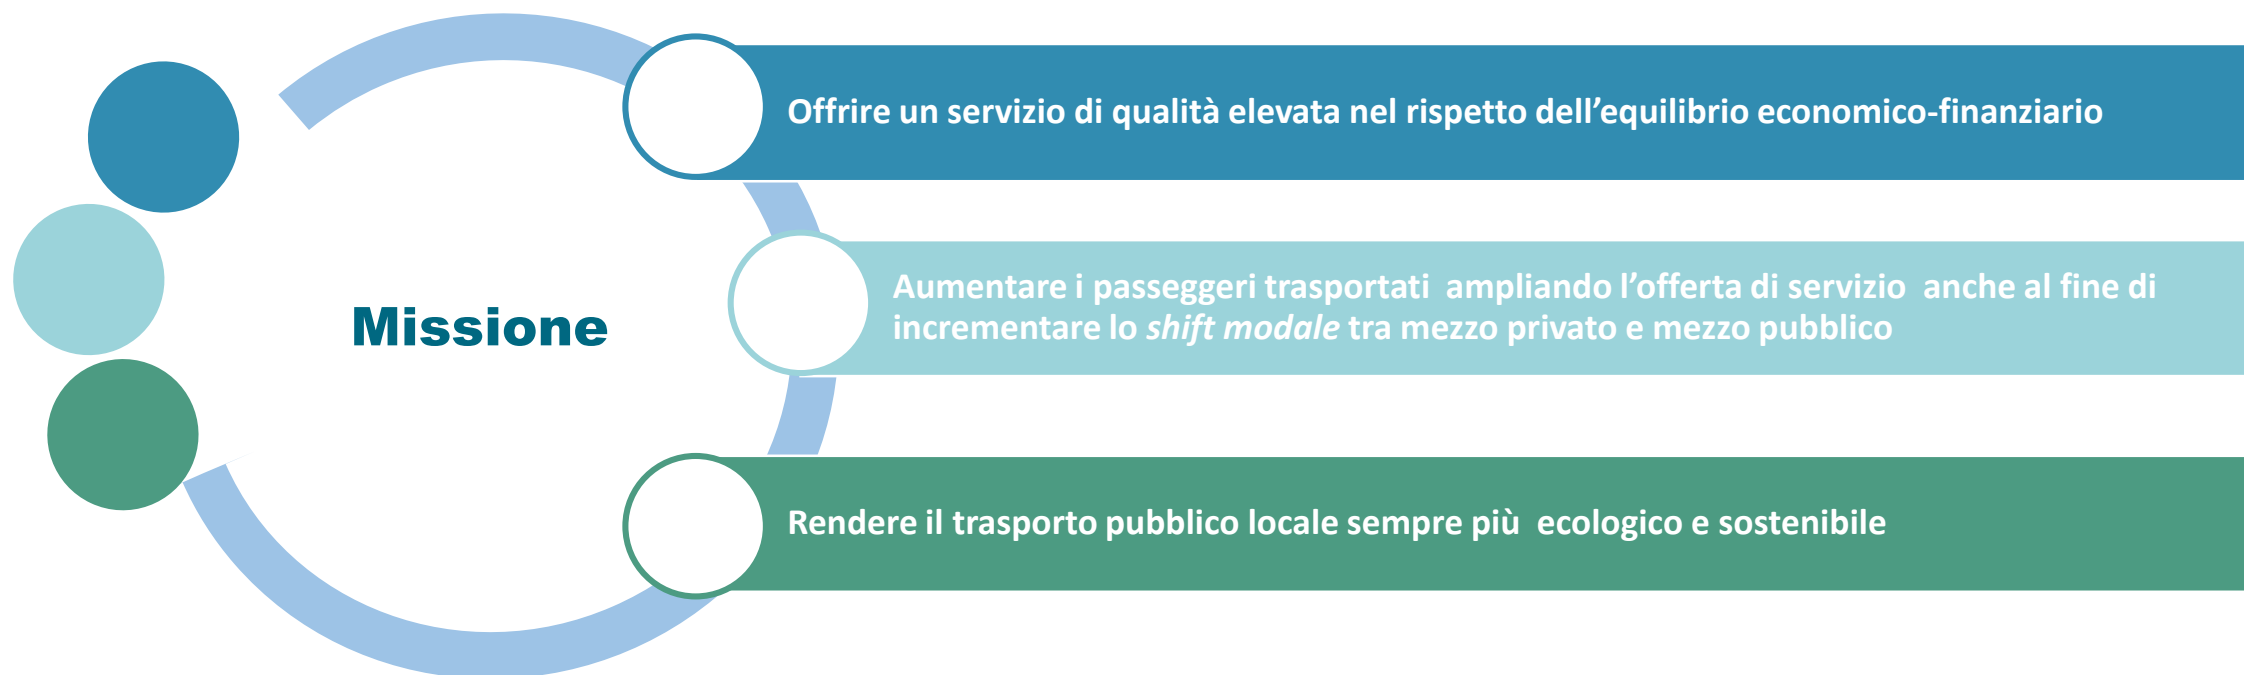 Offrire un servizio di qualità elevata nel rispetto dell’equilibrio economico-finanziario
Missione
Aumentare i passeggeri trasportati  ampliando l’offerta di servizio  anche al fine di
incrementare lo shift modale tra mezzo privato e mezzo pubblico
Rendere il trasporto pubblico locale sempre più  ecologico e sostenibile